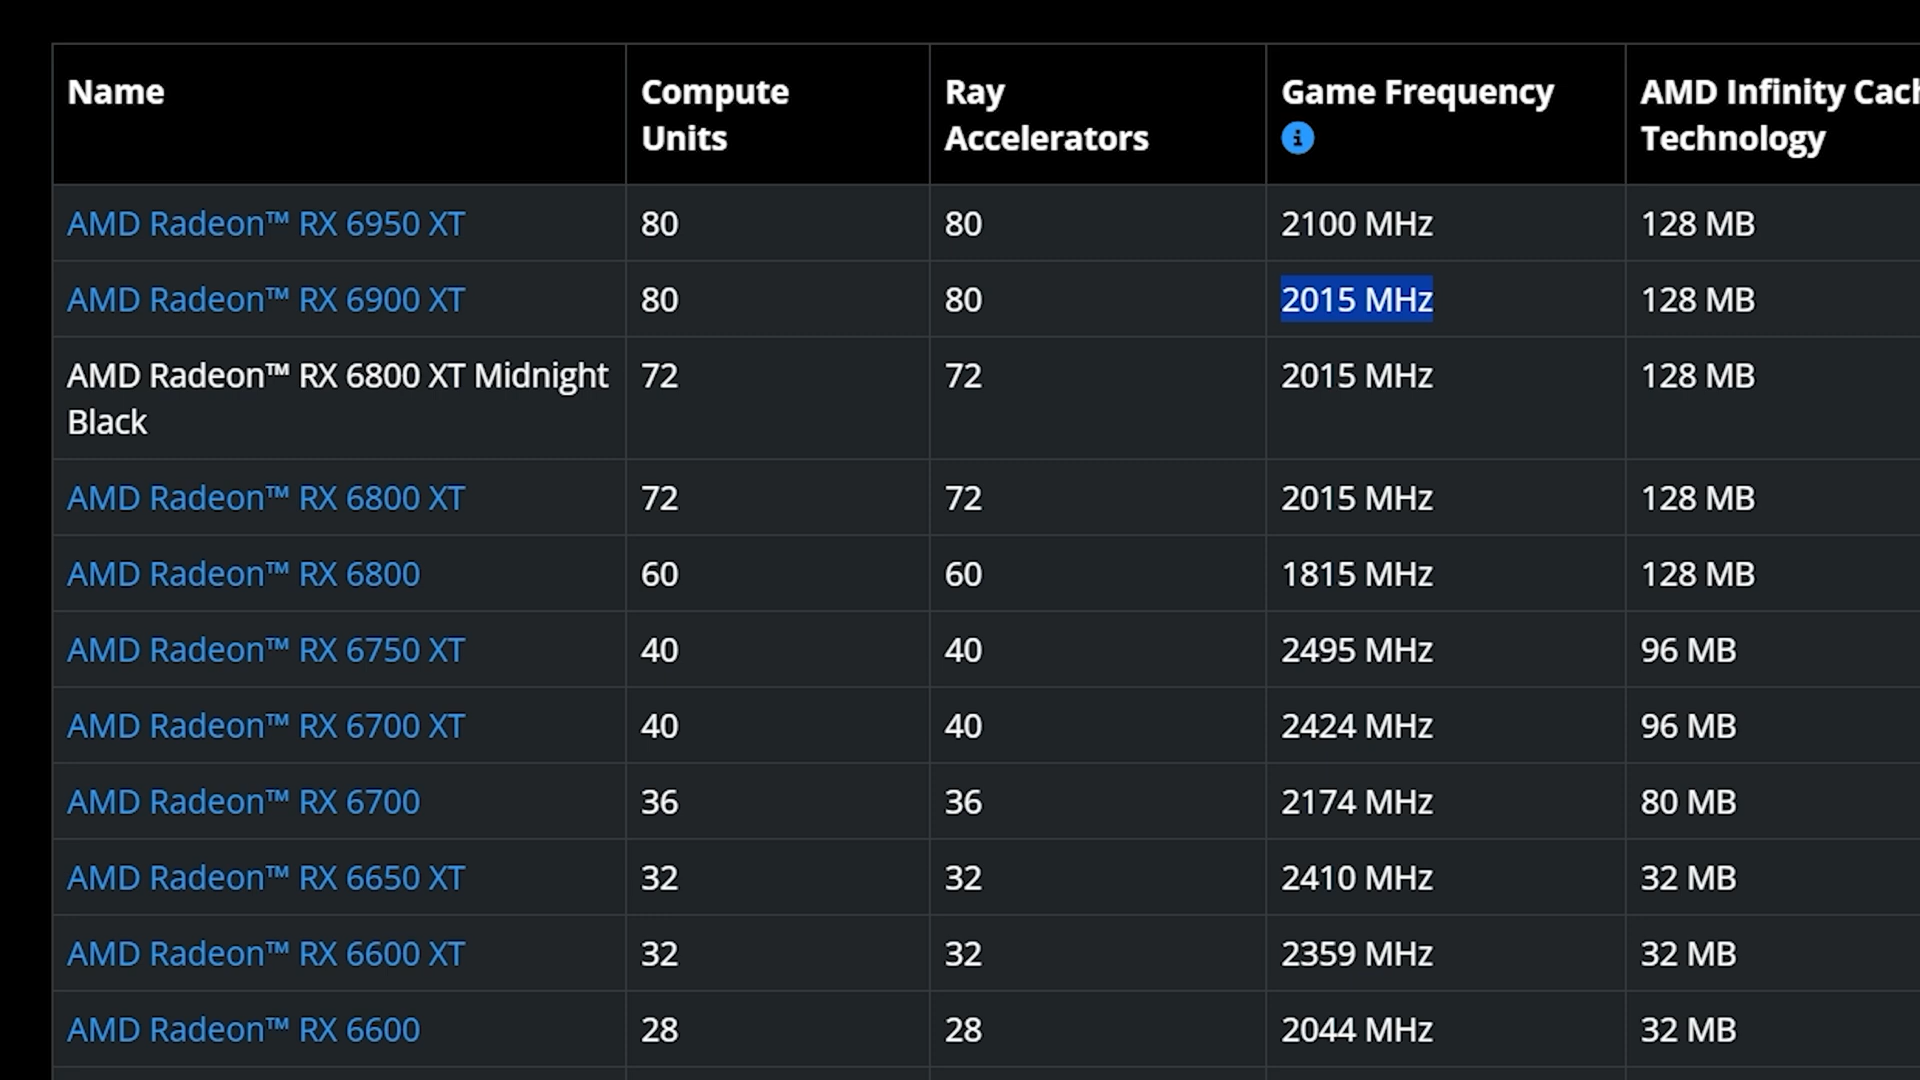 Name Compute Ray Game Frequency AMD Infinity Cach
Units Accelerators i Technology
AMD Radeon™ RX 6950 XT 80 80 2100 MHz 128 MB
AMD Radeon™ RX 6900 XT 80 80 2015 MHz 128 MB
AMD Radeon™ RX 6800 XT Midnight 72 72 2015 MHz 128 MB
Black
AMD Radeon™ RX 6800 XT 72 72 2015 MHz 128 MB
AMD Radeon™ RX 6800 60 60 1815 MHz 128 MB
AMD Radeon™ RX 6750 XT 40 40 2495 MHz 96 MB
AMD Radeon™ RX 6700 XT 40 40 2424 MHz 96 MB
AMD Radeon™ RX 6700 36 36 2174 MHz 80 MB
AMD Radeon™ RX 6650 XT 32 32 2410 MHz 32 MB
AMD Radeon™ RX 6600 XT 32 32 2359 MHz 32 MB
AMD Radeon™ RX 6600 28 28 2044 MHz 32 MB